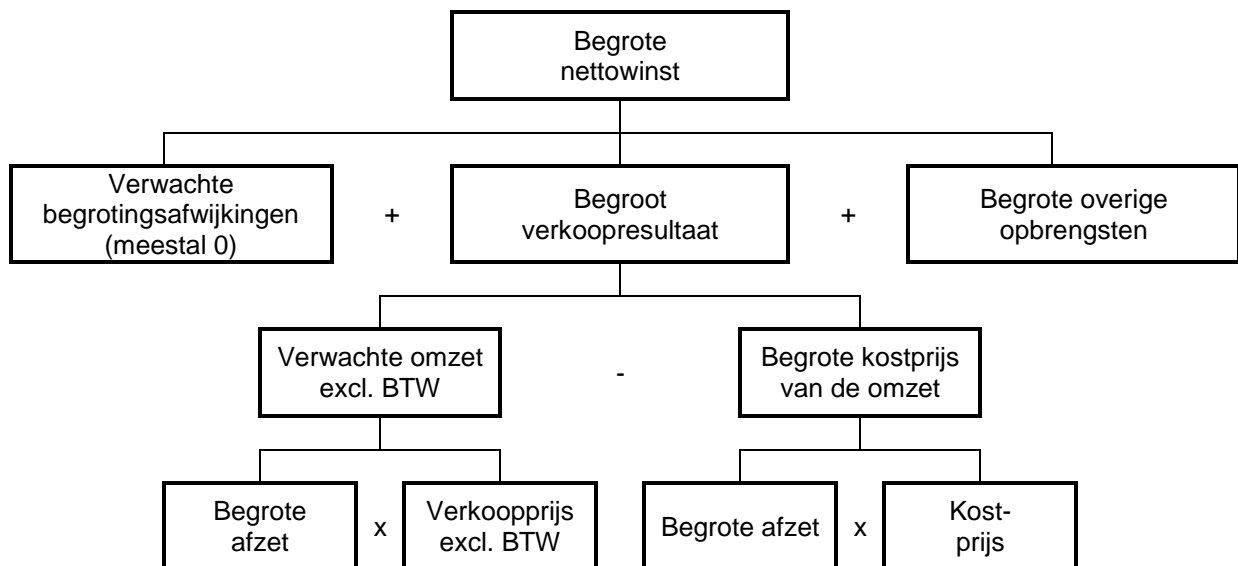 Begrote
nettowinst
Verwachte
begrotingsafwijkingen
(meestal 0)
+
Begroot
verkoopresultaat
+
Begrote overige
opbrengsten
Verwachte omzet
excl. BTW
-
Begrote kostprijs
van de omzet
Begrote
afzet
x
Verkoopprijs
excl. BTW
Begrote afzet
x
Kost-
prijs